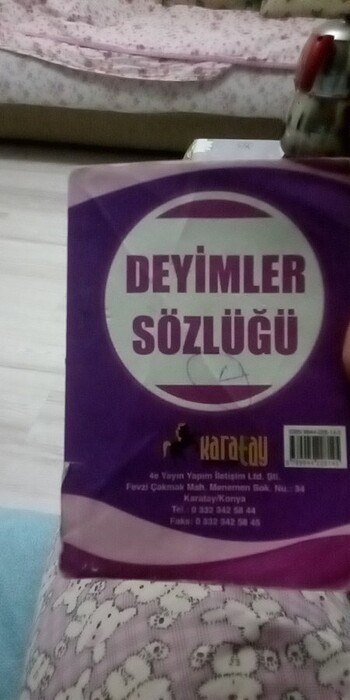 DEYİMLER
SÖZLÜĞÜ
karatay
4e Yayın Yapım İletişim Ltd. Şti.
Fevzi Çakmak Mah. Menemen Sok. No.: 34
Karatay/Konya
Tel.: 0 332 342 58 44
Faks: 0 332 342 58 45